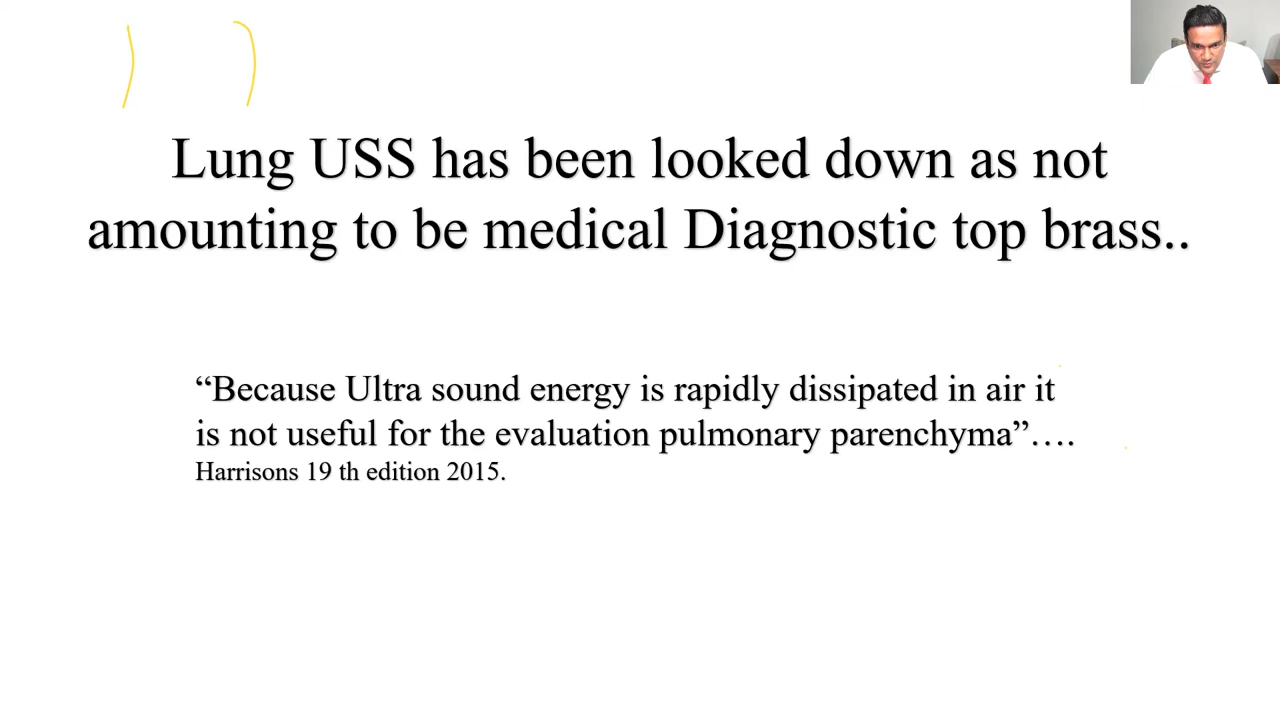 Lung USS has been looked down as not
amounting to be medical Diagnostic top brass..
“Because Ultra sound energy is rapidly dissipated in air it
is not useful for the evaluation pulmonary parenchyma”….
Harrisons 19 th edition 2015.